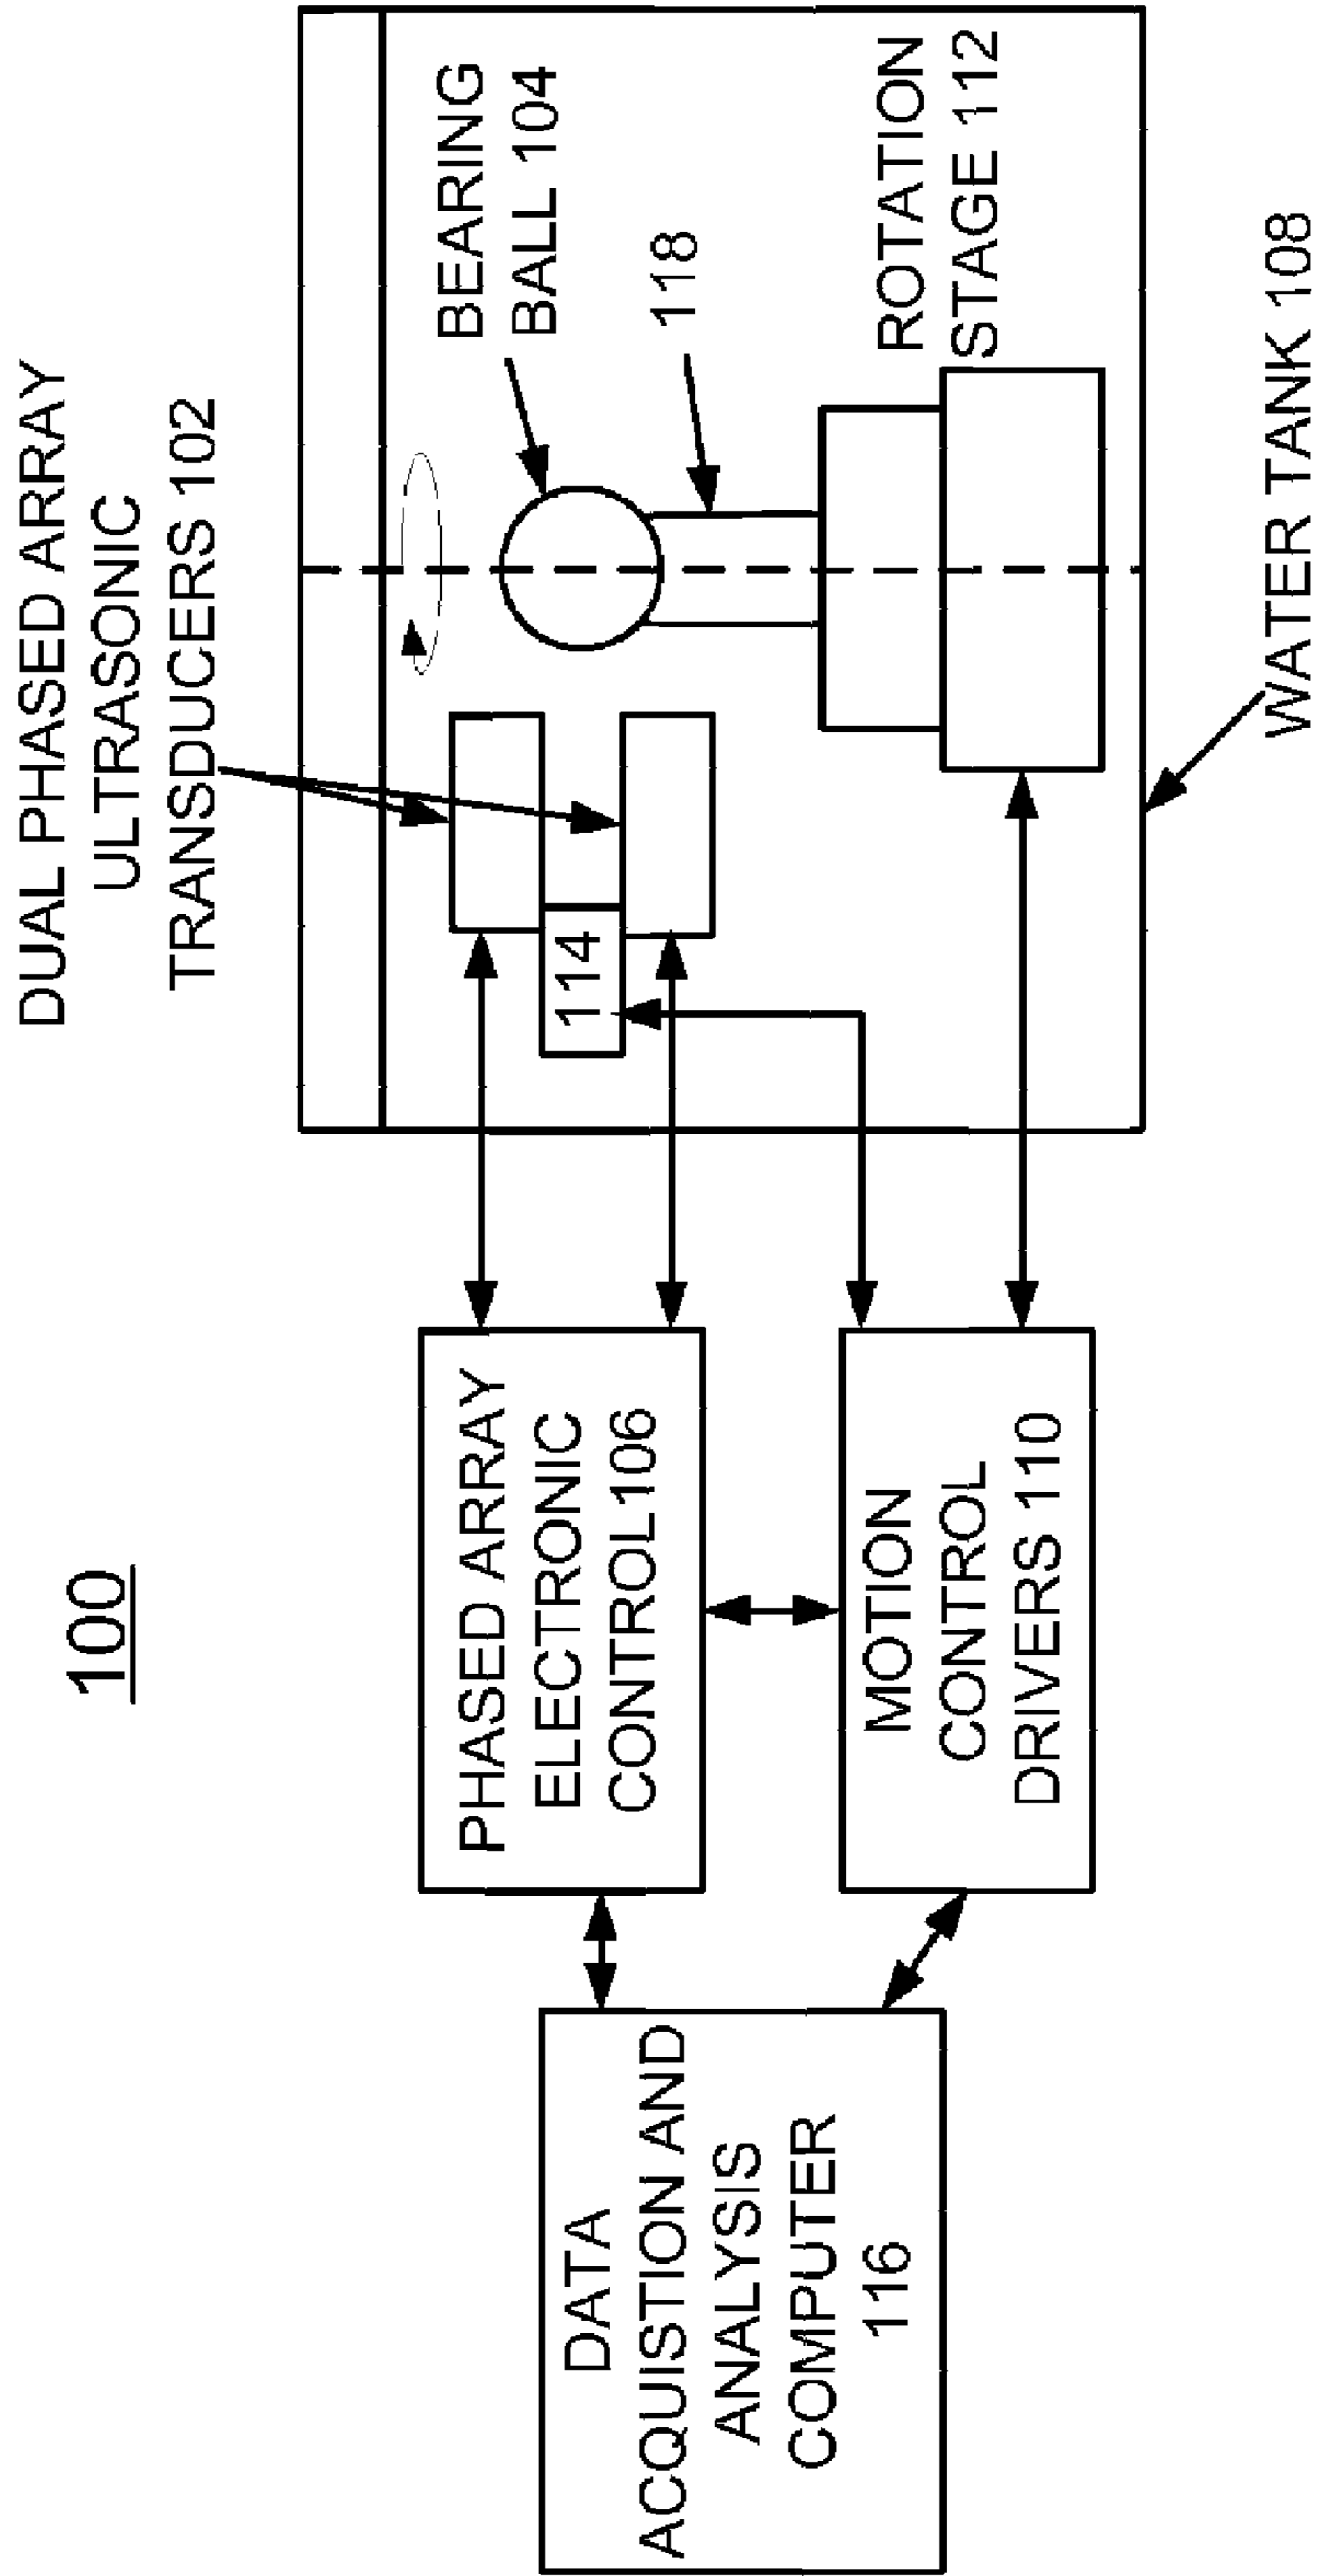 100
DUAL PHASED ARRAY
ULTRASONIC
TRANSDUCERS 102
DATA
ACQUISTION AND
ANALYSIS
COMPUTER
116
PHASED ARRAY
ELECTRONIC
CONTROL106
MOTION
CONTROL
DRIVERS 110
114
BEARING
BALL 104
118
ROTATION
STAGE 112
WATER TANK 108